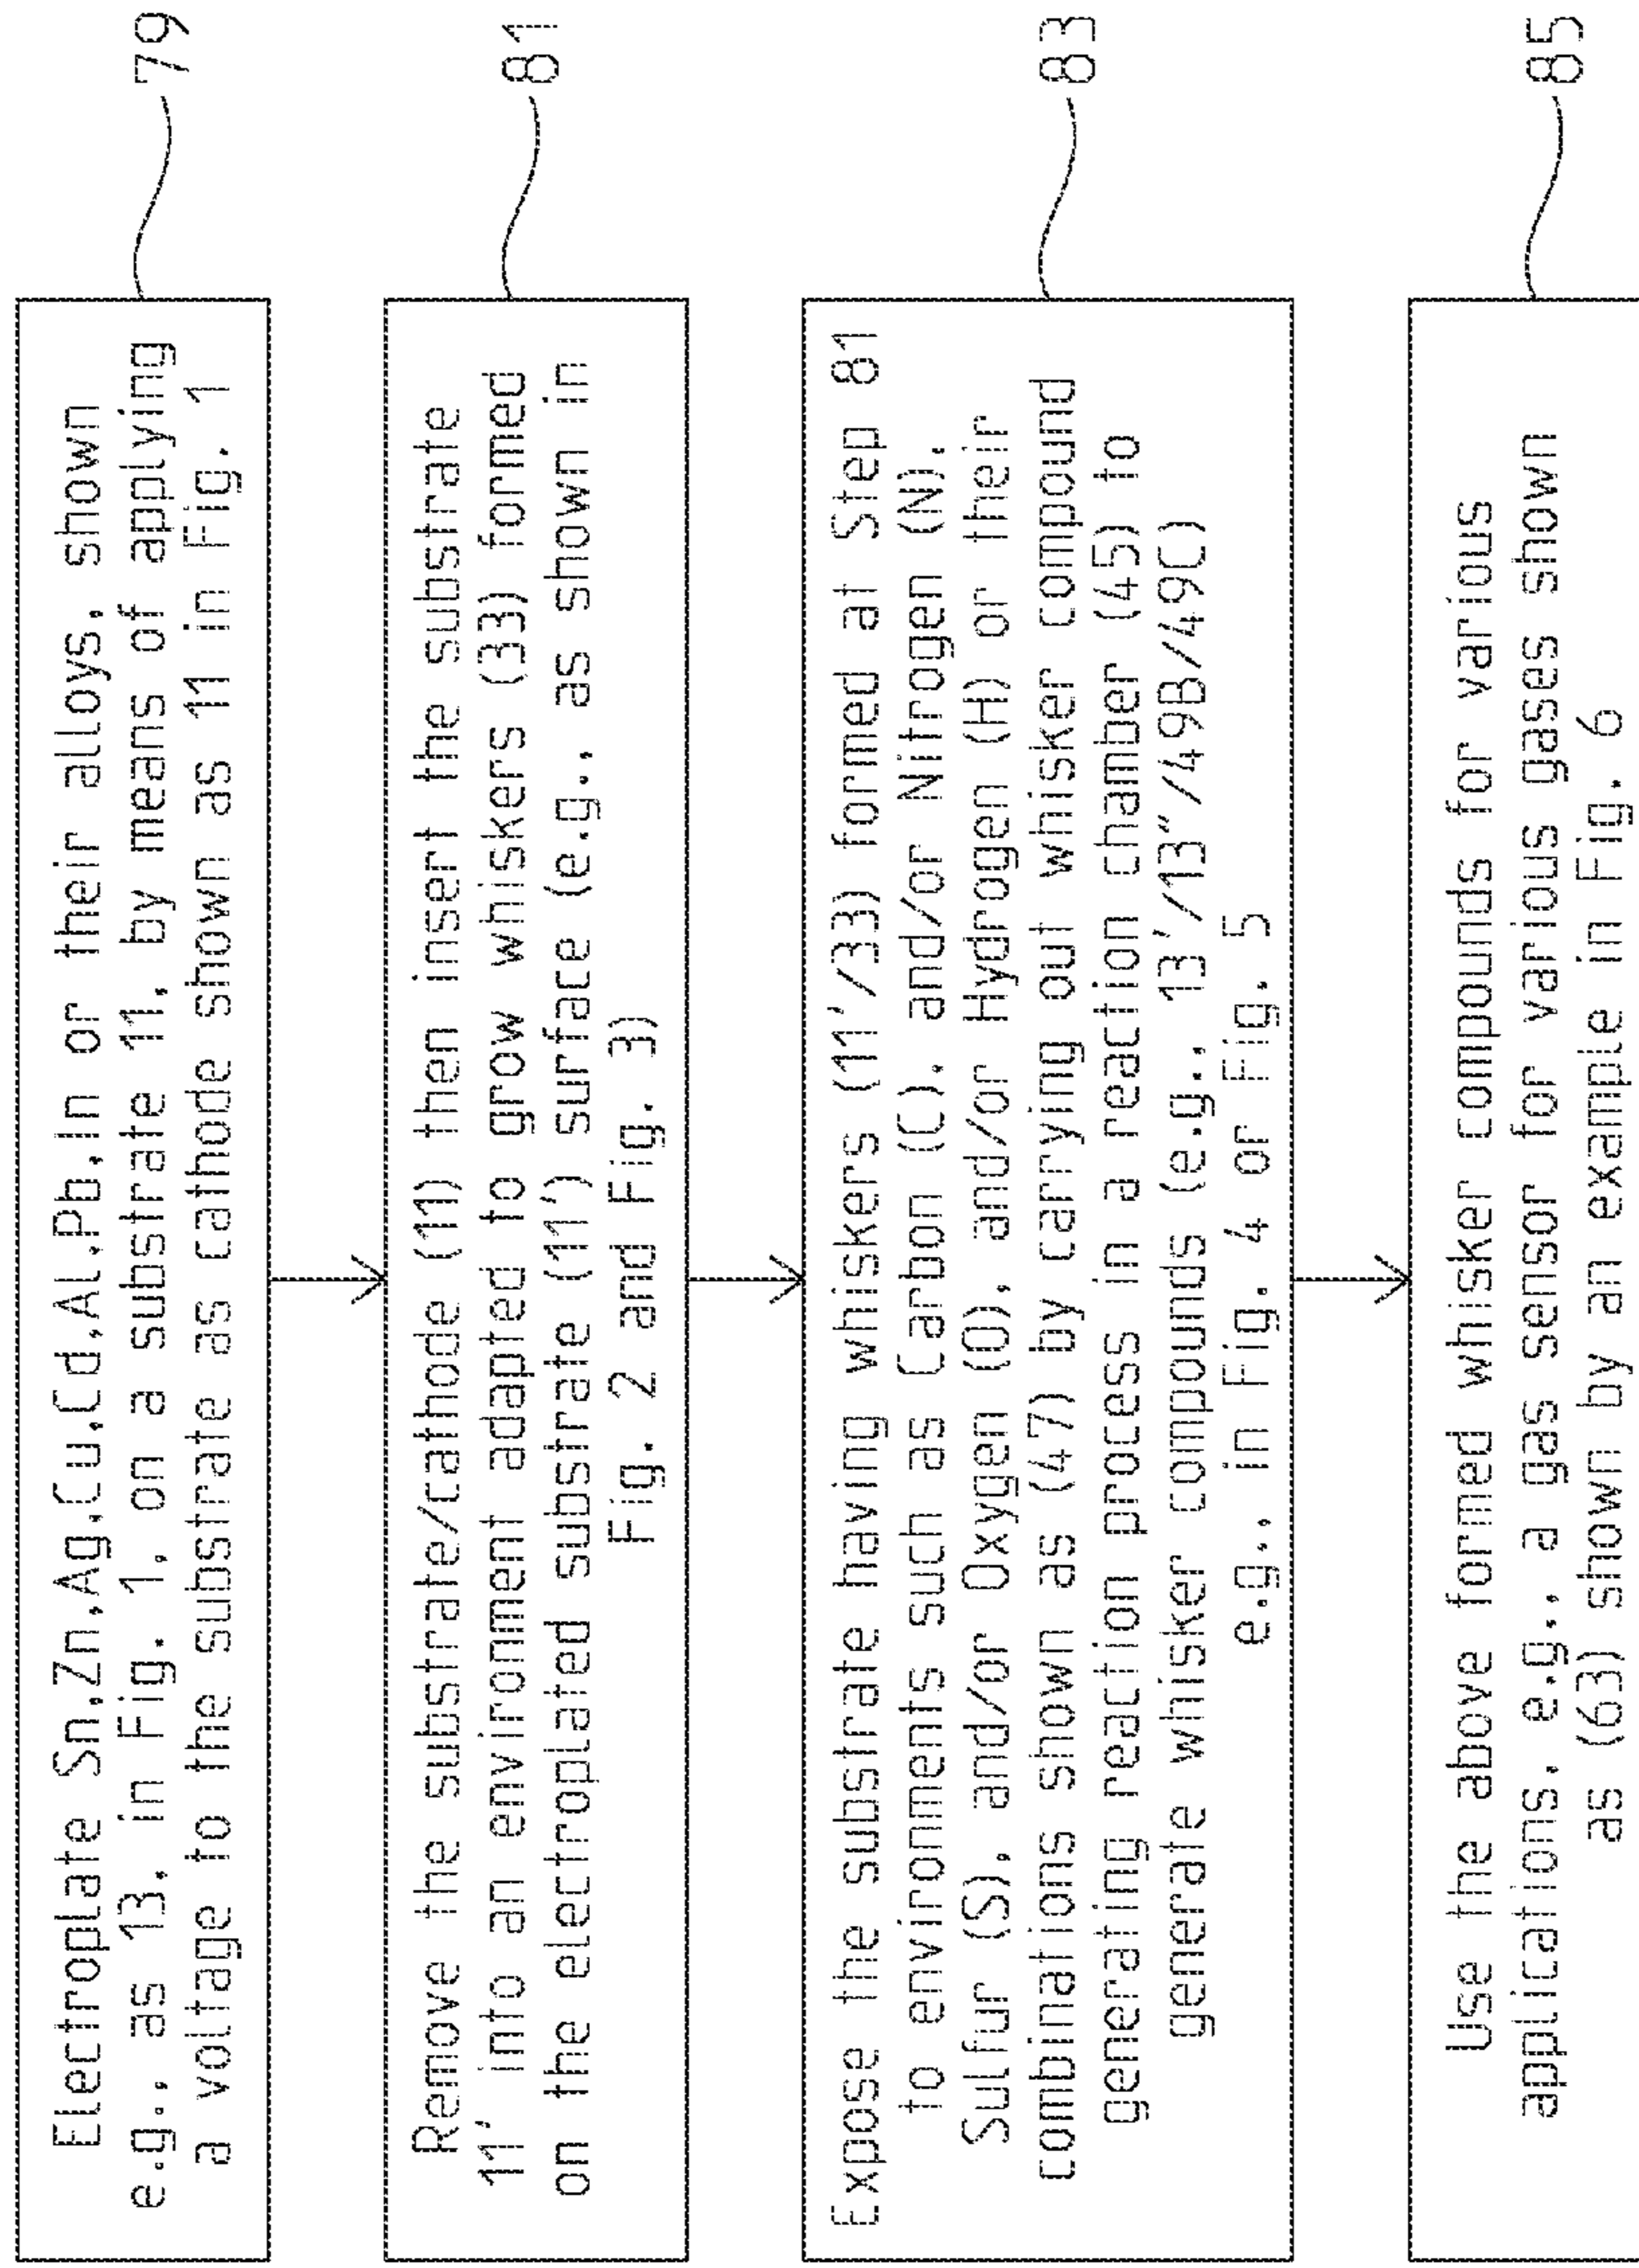 Electroplate Sn,Zn,Ag,Cu,Cd,Al,Pb,In or their alloys, shown
e.g., as 13, in Fig. 1, on a substrate 11, by means of applying
a voltage to the substrate as cathode shown as 11 in Fig. 1
79
Remove the substrate/cathode (11) then insert the substrate
11' into an environment adapted to grow whiskers (33) formed
on the electroplated substrate (11') surface (e.g., as shown in
Fig. 2 and Fig. 3)
81
Expose the substrate having whiskers (11'/33) formed at Step 81
to environments such as Carbon (C), and/or Nitrogen (N),
Sulfur (S), and/or Oxygen (O), and/or Hydrogen (H) or their
combinations shown as (47) by carrying out whisker compound
generating reaction process in a reaction chamber (45) to
generate whisker compounds (e.g., 13'/13"/49B/49C)
e.g., in Fig. 4 or Fig. 5
83
Use the above formed whisker compounds for various
applications, e.g., a gas sensor for various gases shown
as (63) shown by an example in Fig. 6
85